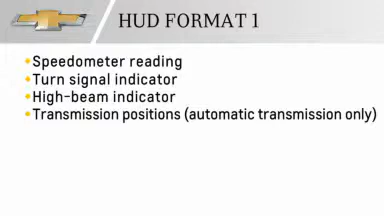 HUD FORMAT 1
Speedometer reading
Turn signal indicator
High-beam indicator
Transmission positions (automatic transmission only)